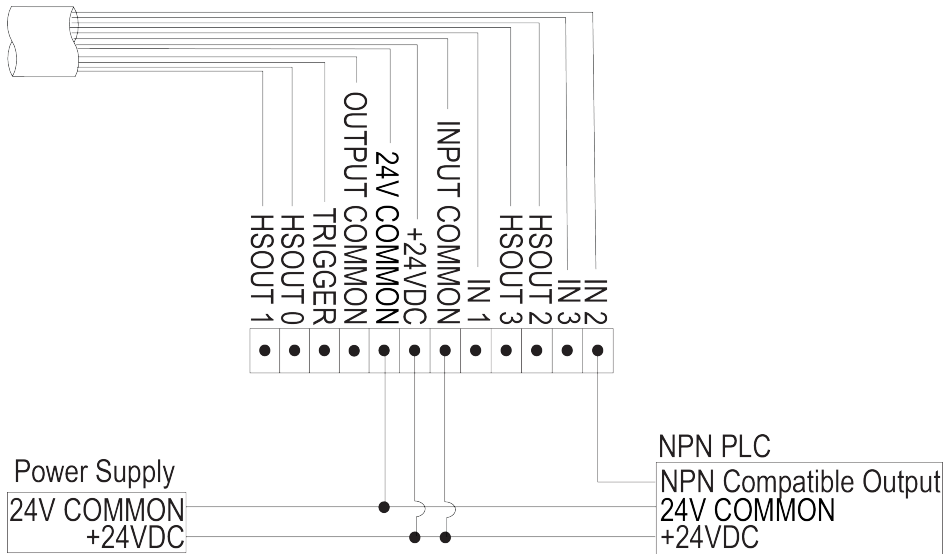 HSOUT 1
HSOUT 0
TRIGGER
OUTPUT COMMON
24V COMMON
+24VDC
INPUT COMMON
IN 1
HSOUT 3
HSOUT 2
IN 3
IN 2
Power Supply
24V COMMON
+24VDC
NPN PLC
NPN Compatible Output
24V COMMON
+24VDC